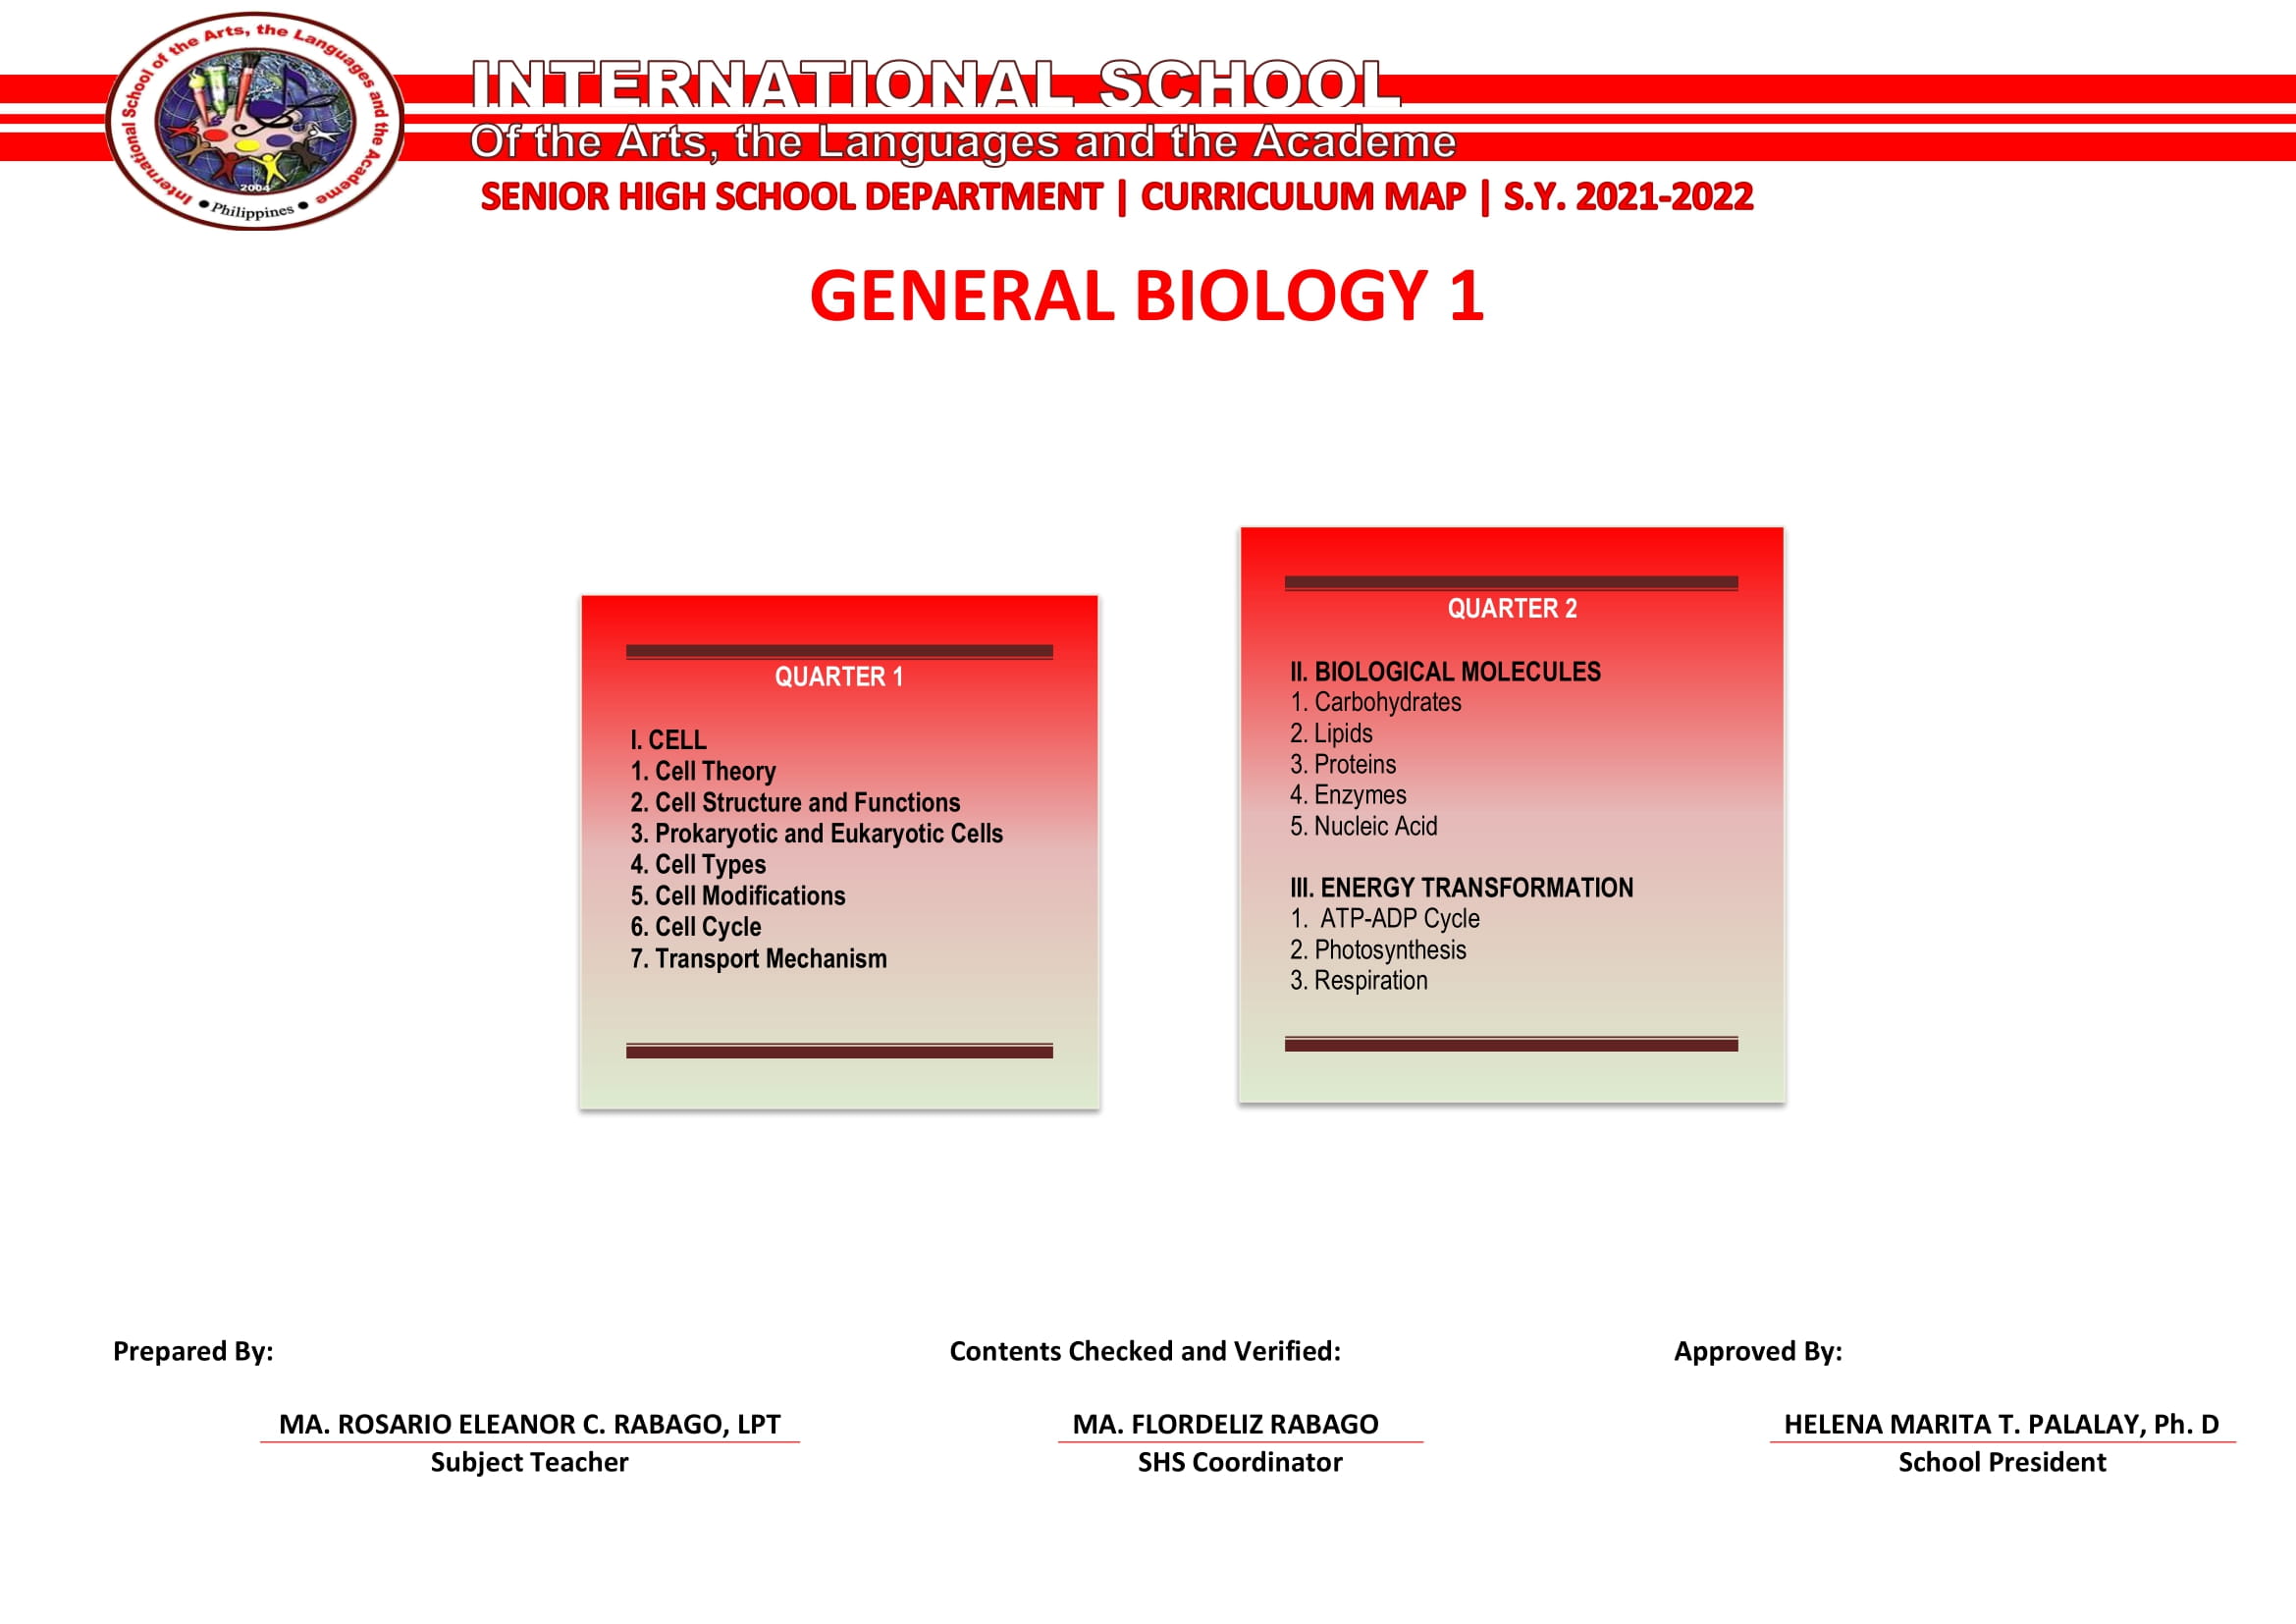 International School of the Arts, the Languages and the Academe
2004
Philippines
INTERNATIONAL SCHOOL
Of the Arts, the Languages and the Academe
SENIOR HIGH SCHOOL DEPARTMENT | CURRICULUM MAP | S.Y. 2021-2022
GENERAL BIOLOGY 1
QUARTER 1
I. CELL
1. Cell Theory
2. Cell Structure and Functions
3. Prokaryotic and Eukaryotic Cells
4. Cell Types
5. Cell Modifications
6. Cell Cycle
7. Transport Mechanism
QUARTER 2
II. BIOLOGICAL MOLECULES
1. Carbohydrates
2. Lipids
3. Proteins
4. Enzymes
5. Nucleic Acid
III. ENERGY TRANSFORMATION
1. ATP-ADP Cycle
2. Photosynthesis
3. Respiration
Prepared By:
MA. ROSARIO ELEANOR C. RABAGO, LPT
Subject Teacher
Contents Checked and Verified:
MA. FLORDELIZ RABAGO
SHS Coordinator
Approved By:
HELENA MARITA T. PALALAY, Ph. D
School President